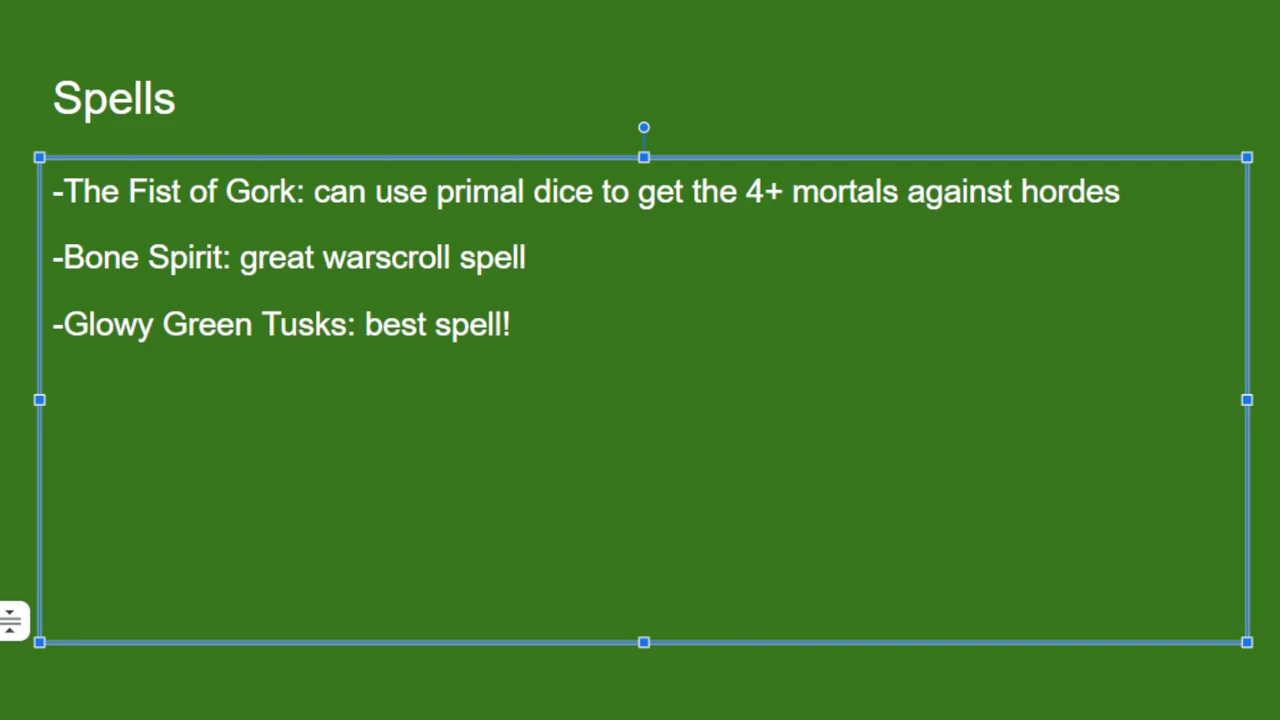 Spells
-The Fist of Gork: can use primal dice to get the 4+ mortals against hordes
-Bone Spirit: great warscroll spell
-Glowy Green Tusks: best spell!